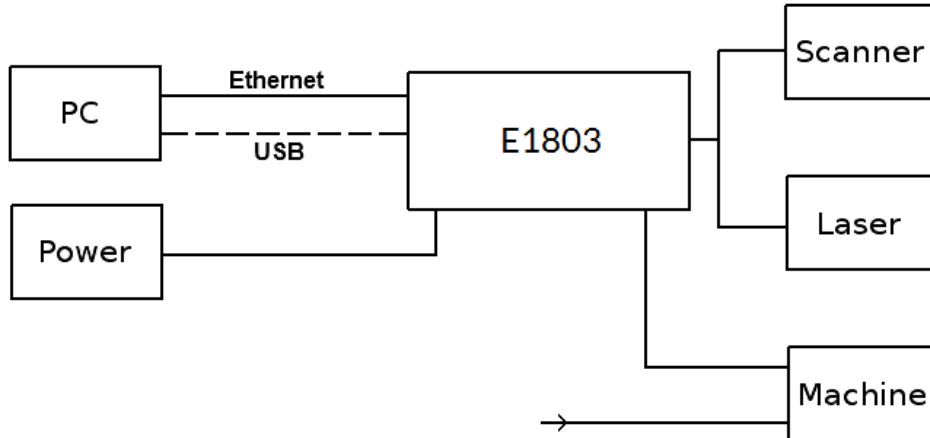 Scanner
Ethernet
PC
E1803
USB
Laser
Power
Machine